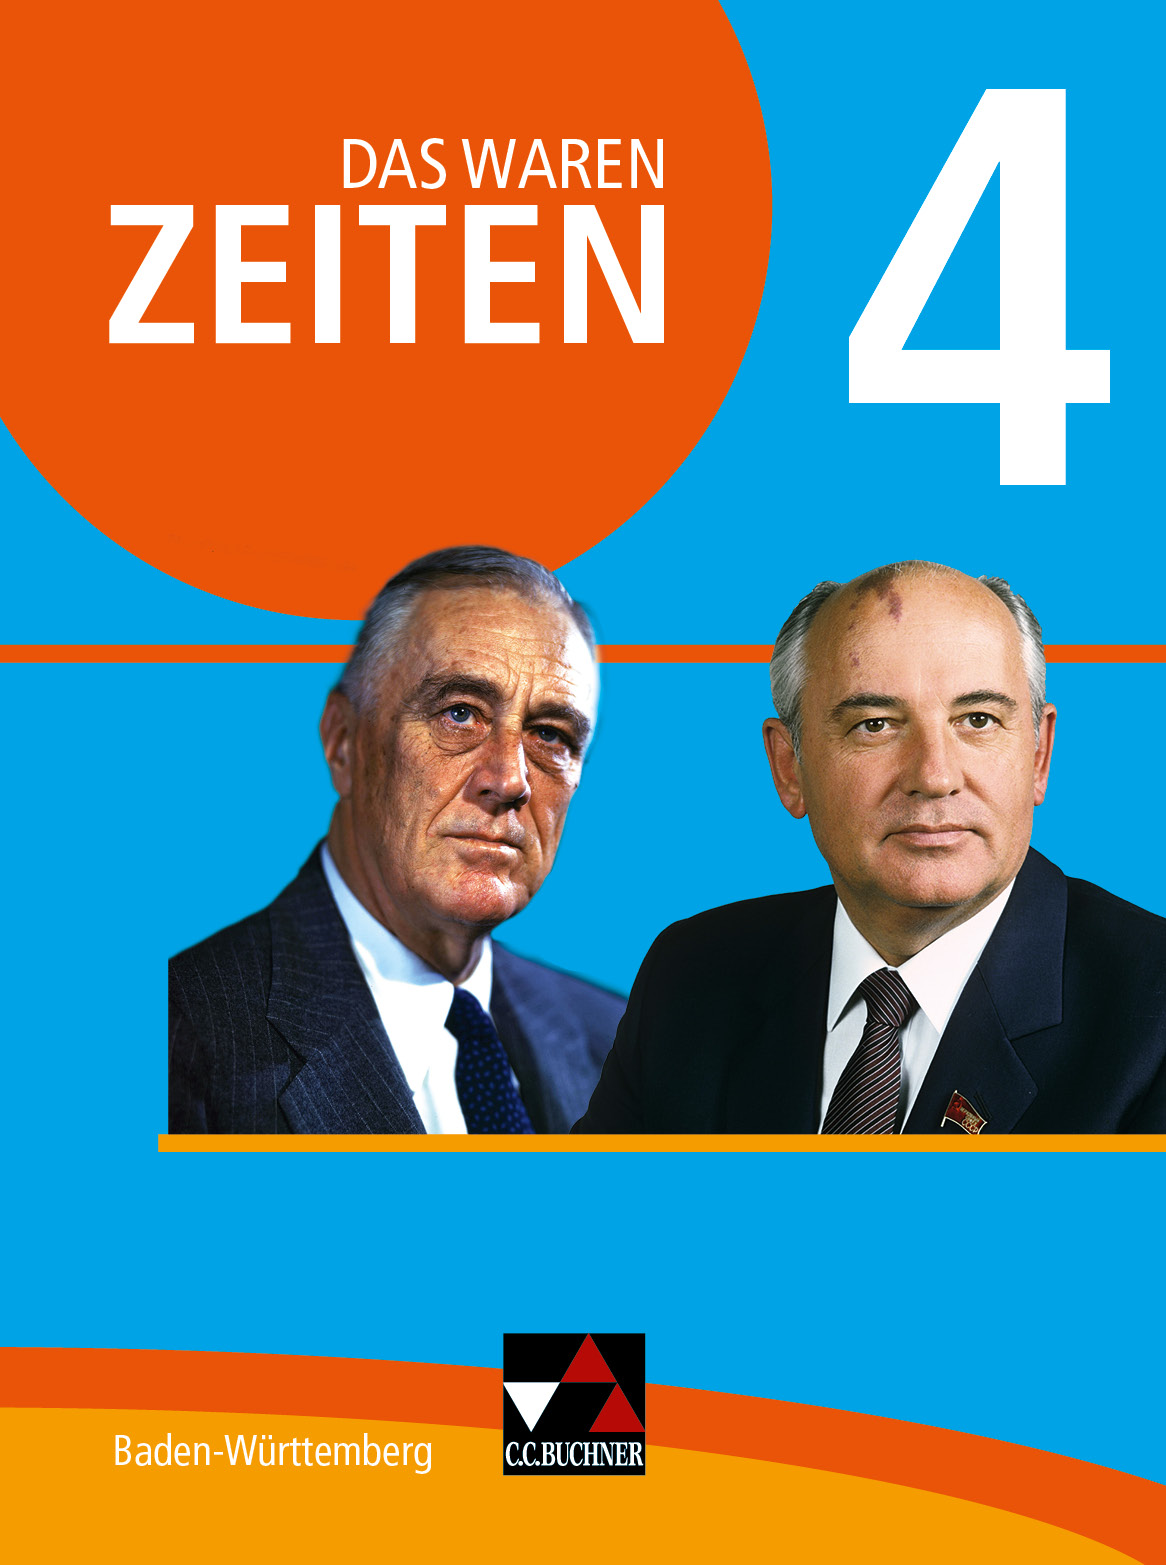 DAS WAREN
ZEITEN
4
Baden-Württemberg
C.C.BUCHNER